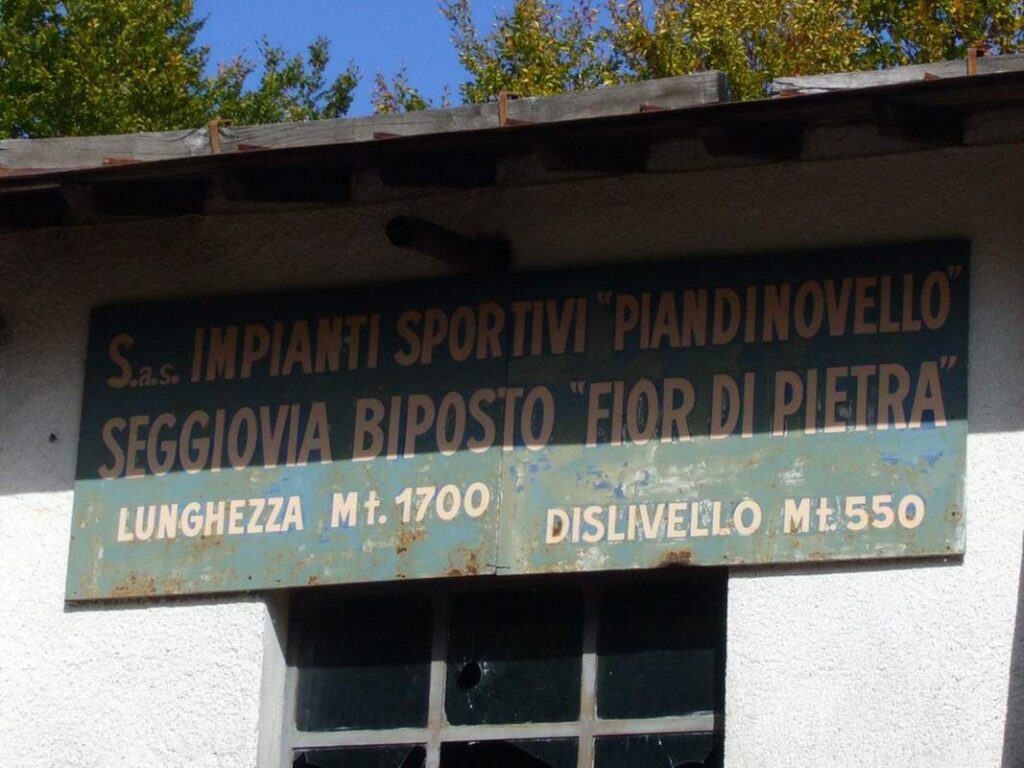 S.a.s. IMPIANTI SPORTIVI "PIANDINOVELLO"
SEGGIOVIA BIPOSTO "FIOR DI PIETRA"
LUNGHEZZA Mt. 1700 DISLIVELLO Mt. 550